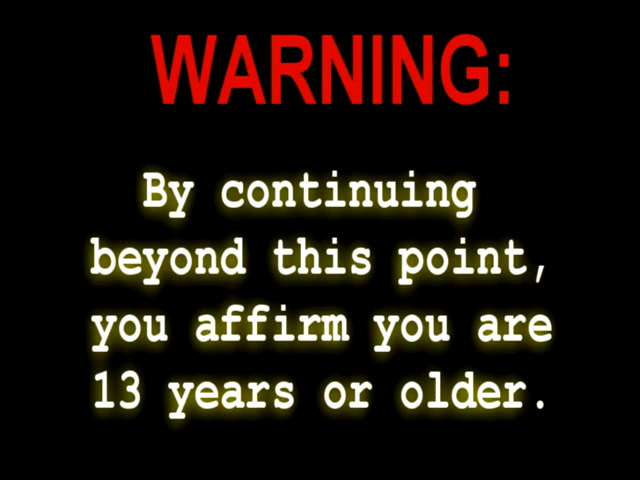 WARNING:
By continuing
beyond this point,
you affirm you are
13 years or older.